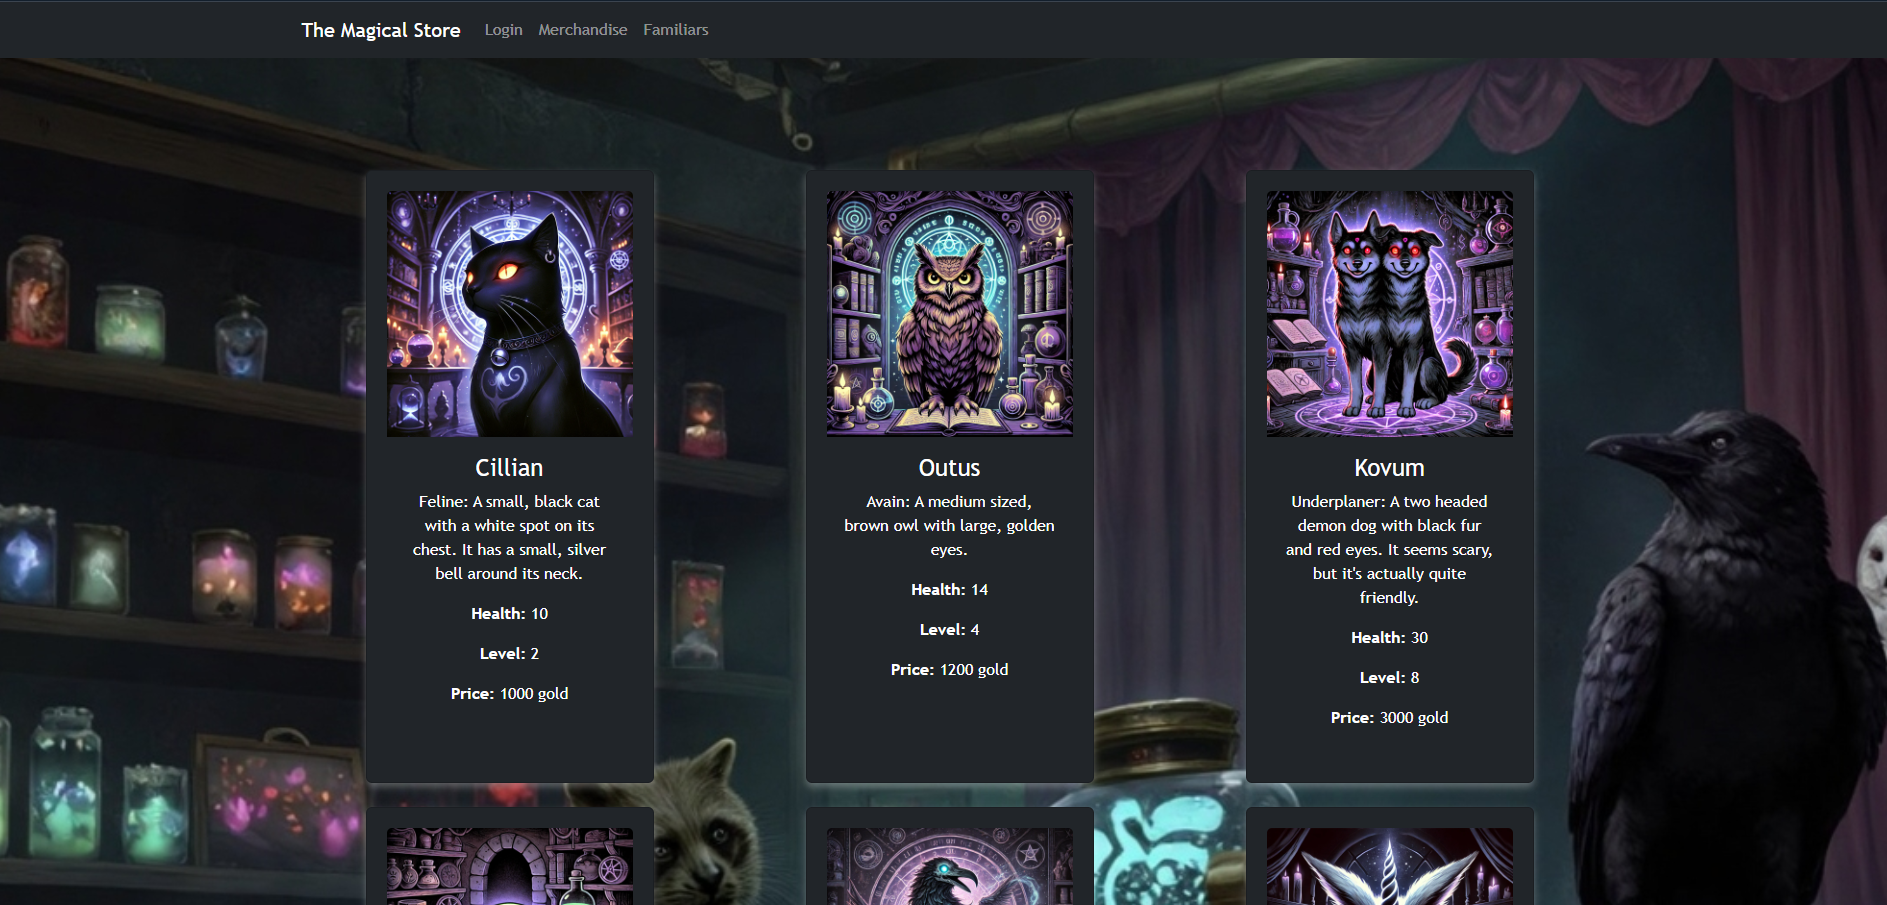 The Magical Store Login Merchandise Familiars
Cillian
Feline: A small, black cat
with a white spot on its
chest. It has a small, silver
bell around its neck.
Health: 10
Level: 2
Price: 1000 gold
Outus
Avain: A medium sized,
brown owl with large, golden
eyes.
Health: 14
Level: 4
Price: 1200 gold
Kovum
Underplaner: A two headed
demon dog with black fur
and red eyes. It seems scary,
but it's actually quite
friendly.
Health: 30
Level: 8
Price: 3000 gold